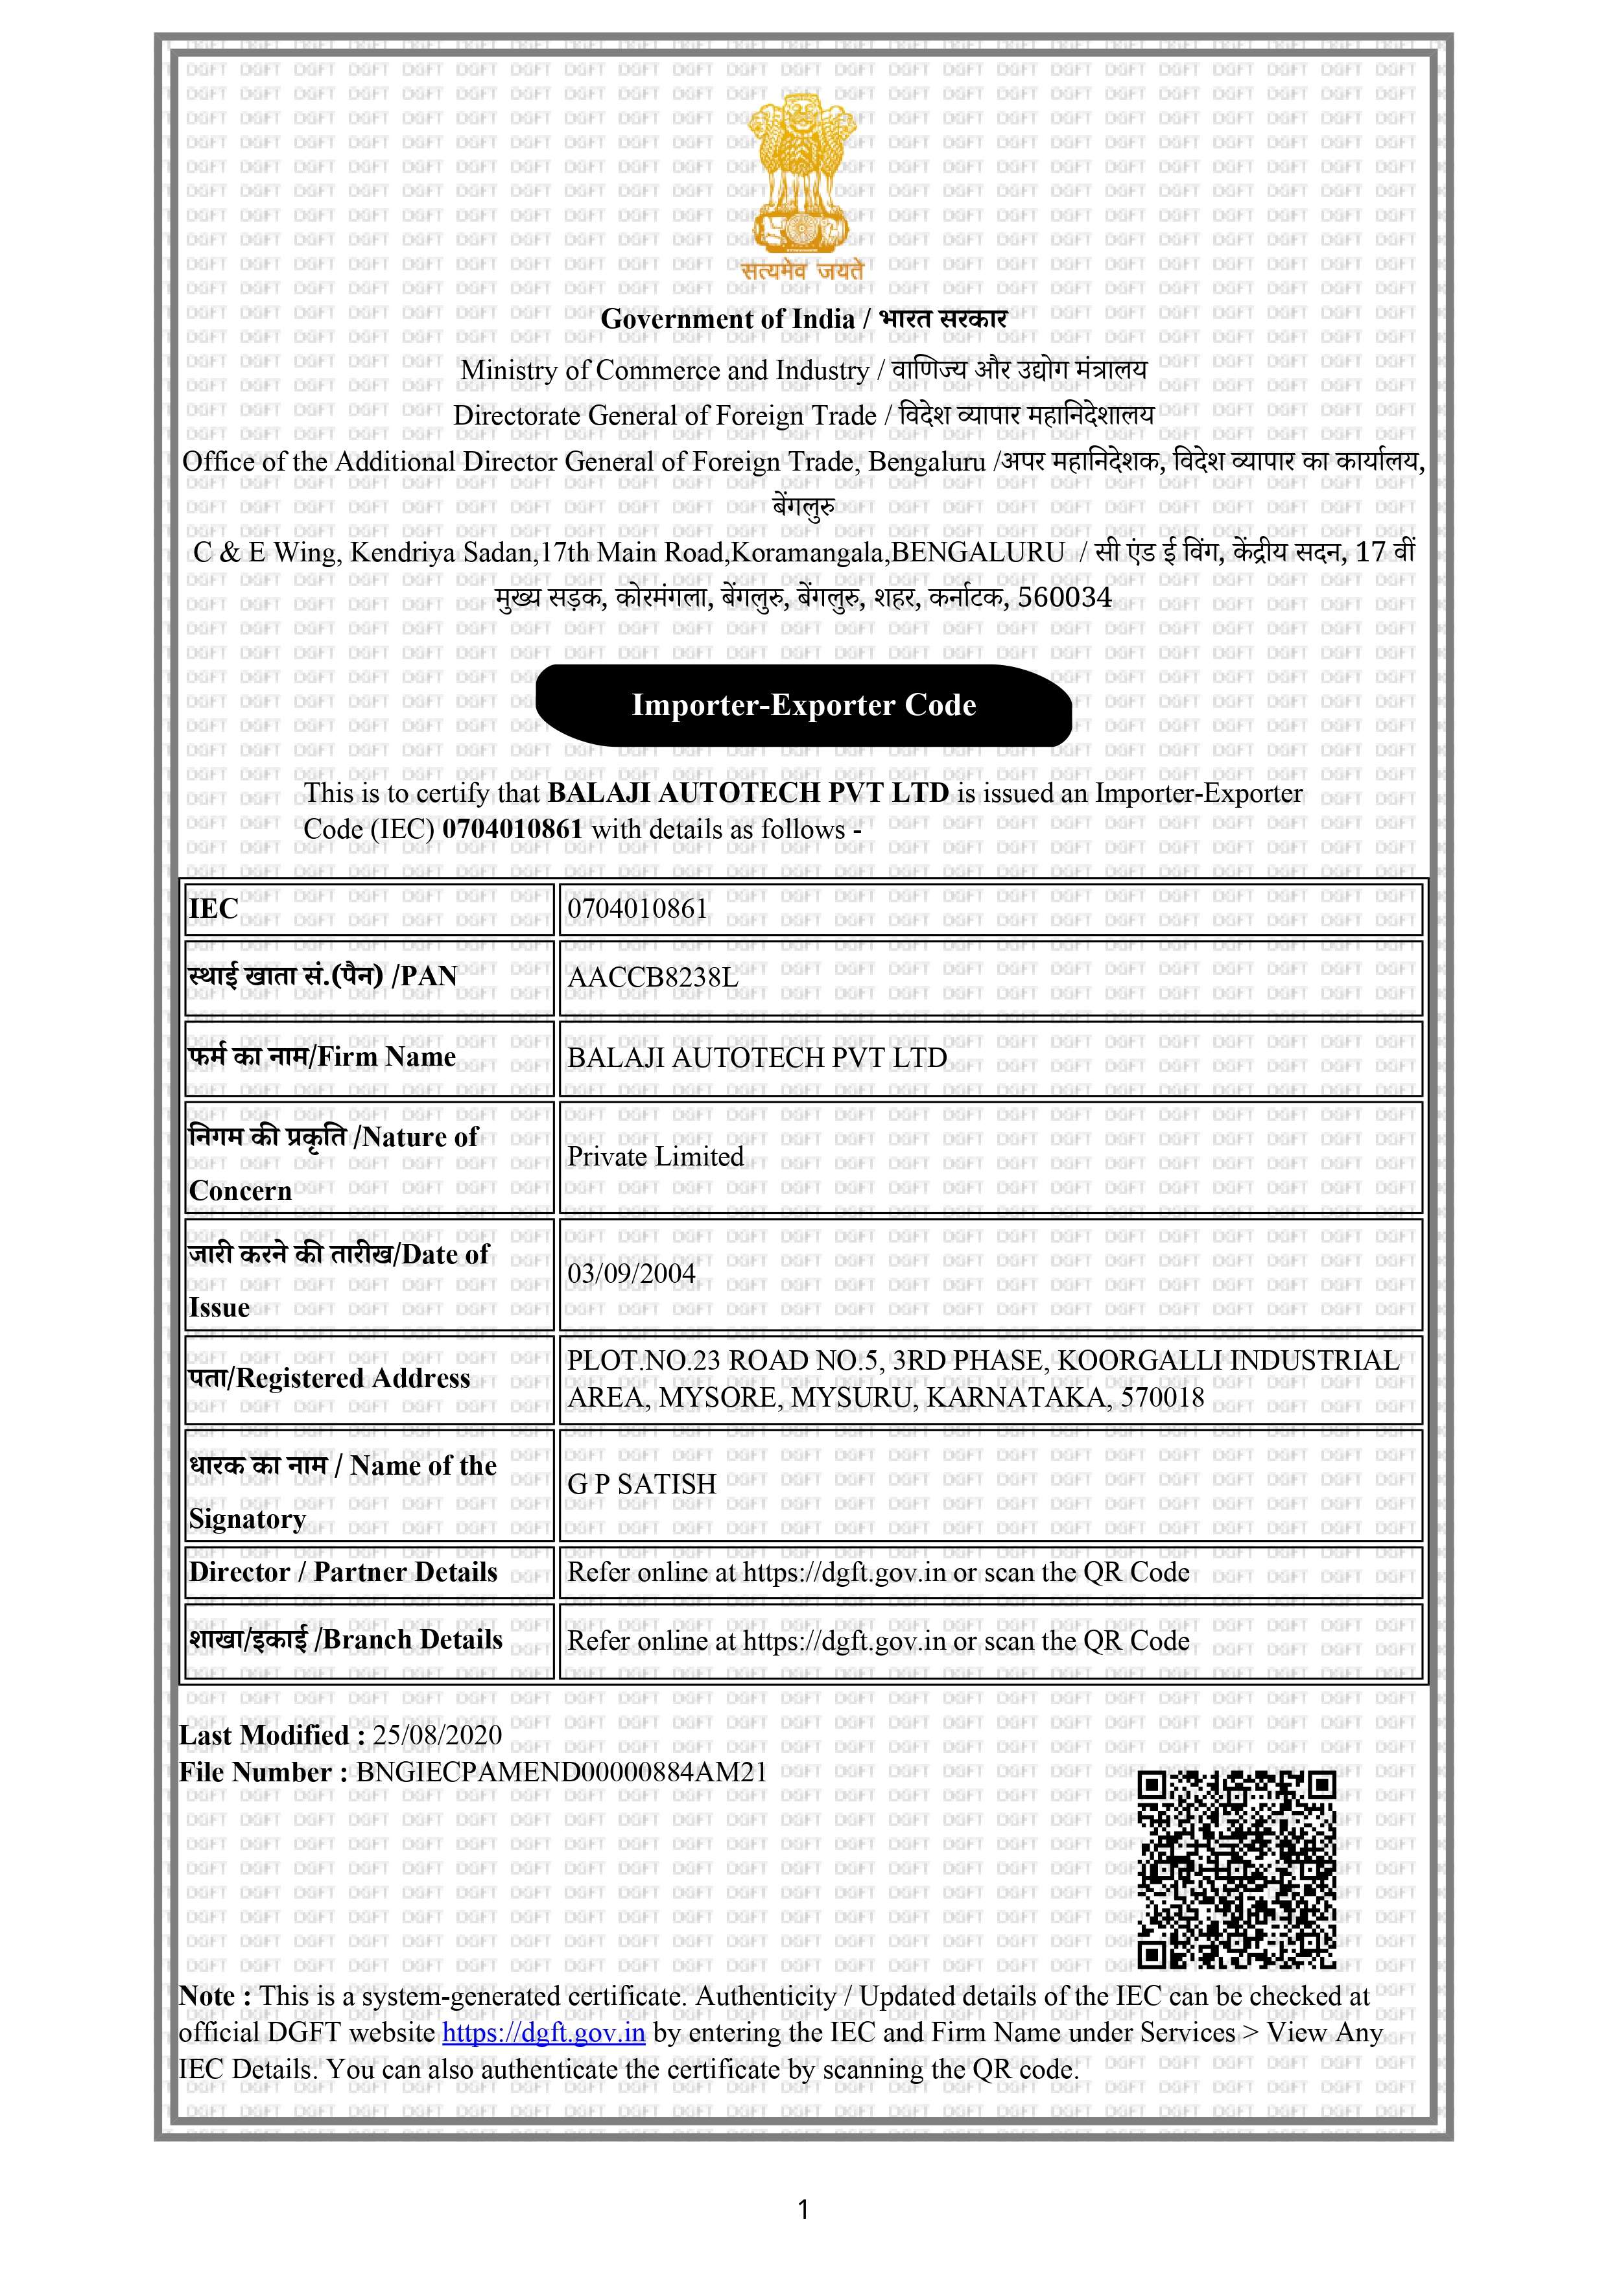 सत्यमेव जयते
Government of India / भारत सरकार
Ministry of Commerce and Industry / वाणिज्य और उद्योग मंत्रालय
Directorate General of Foreign Trade / विदेश व्यापार महानिदेशालय
Office of the Additional Director General of Foreign Trade, Bengaluru /अपर महानिदेशक, विदेश व्यापार का कार्यालय,
बेंगलुरु
C & E Wing, Kendriya Sadan,17th Main Road,Koramangala,BENGALURU / सी एंड ई विंग, केंद्रीय सदन, 17 वीं
मुख्य सड़क, कोरमंगला, बेंगलुरु, बेंगलुरु, शहर, कर्नाटक, 560034
Importer-Exporter Code
This is to certify that BALAJI AUTOTECH PVT LTD is issued an Importer-Exporter
Code (IEC) 0704010861 with details as follows -
IEC 0704010861
स्थाई खाता सं.(पैन) /PAN AACCB8238L
फर्म का नाम/Firm Name BALAJI AUTOTECH PVT LTD
निगम की प्रकृति /Nature of
Concern
Private Limited
जारी करने की तारीख/Date of
Issue
03/09/2004
पता/Registered Address
PLOT.NO.23 ROAD NO.5, 3RD PHASE, KOORGALLI INDUSTRIAL
AREA, MYSORE, MYSURU, KARNATAKA, 570018
धारक का नाम / Name of the
Signatory
G P SATISH
Director / Partner Details Refer online at https://dgft.gov.in or scan the QR Code
शाखा/इकाई /Branch Details Refer online at https://dgft.gov.in or scan the QR Code
Last Modified : 25/08/2020
File Number : BNGIECPAMEND00000884AM21
Note : This is a system-generated certificate. Authenticity / Updated details of the IEC can be checked at
official DGFT website https://dgft.gov.in by entering the IEC and Firm Name under Services > View Any
IEC Details. You can also authenticate the certificate by scanning the QR code.
1